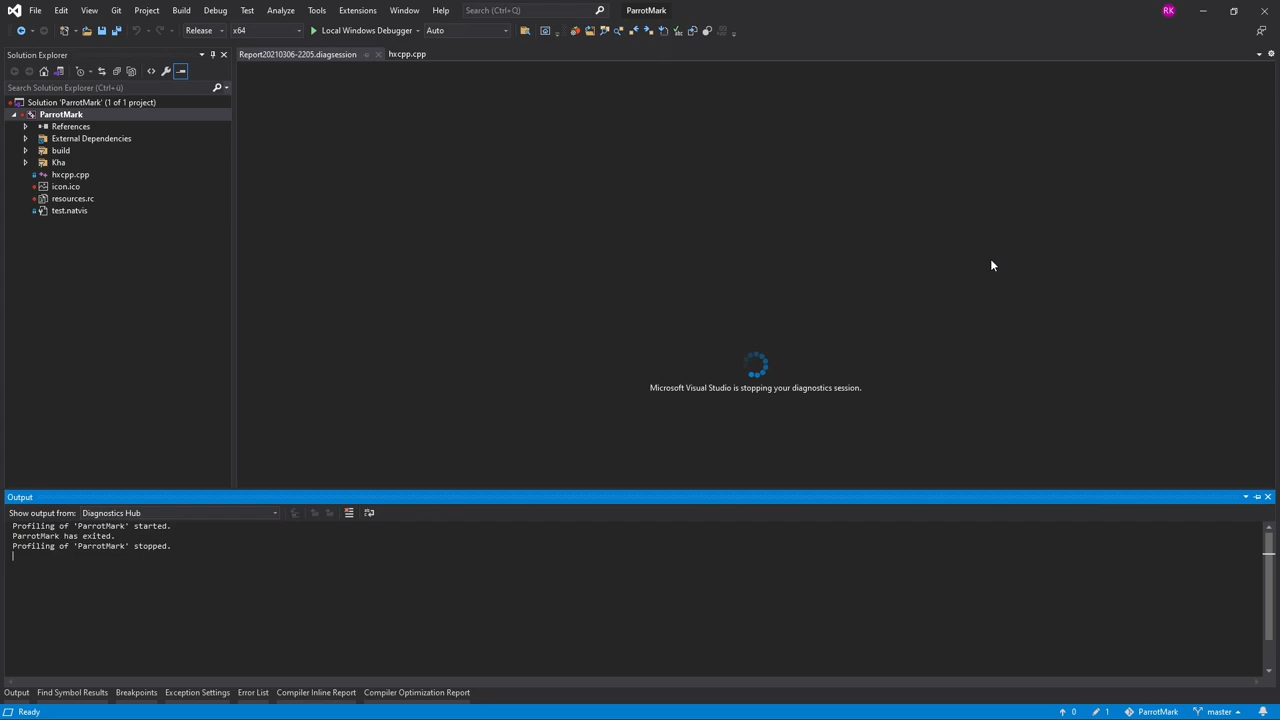 File Edit View Git Project Build Debug Test Analyze Tools Extensions Window Help Search (Ctrl+Q) ParrotMark RK
Release x64 Local Windows Debugger Auto
Solution Explorer
Report20210306-2205.diagsession hxcpp.cpp
Search Solution Explorer (Ctrl+ü)
Solution 'ParrotMark' (1 of 1 project)
ParrotMark
References
External Dependencies
build
Kha
hxcpp.cpp
icon.ico
resources.rc
test.natvis
Microsoft Visual Studio is stopping your diagnostics session.
Output
Show output from: Diagnostics Hub
Profiling of 'ParrotMark' started.
ParrotMark has exited.
Profiling of 'ParrotMark' stopped.
Output Find Symbol Results Breakpoints Exception Settings Error List Compiler Inline Report Compiler Optimization Report
Ready 0 1 ParrotMark master